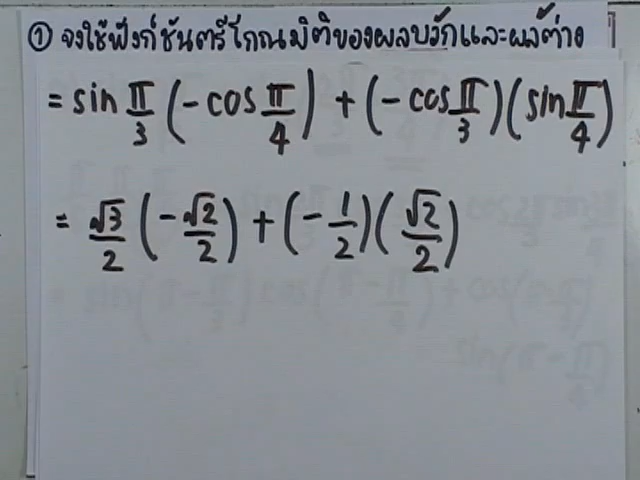 ① จงใช้ฟังก์ชันตรีโกณมิติของผลบวกและผลต่าง
= sin π/3 (-cos π/4) + (-cos π/3)(sin π/4)
= √3/2 (-√2/2) + (-1/2)(√2/2)